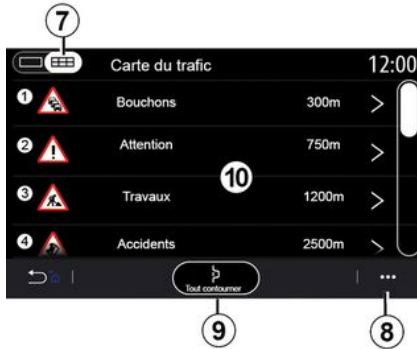 7
Carte du trafic 12:00
1 Bouchons 300m
2 Attention 750m
10
3 Travaux 1200m
4 Accidents 2500m
Tout contourner
9 8